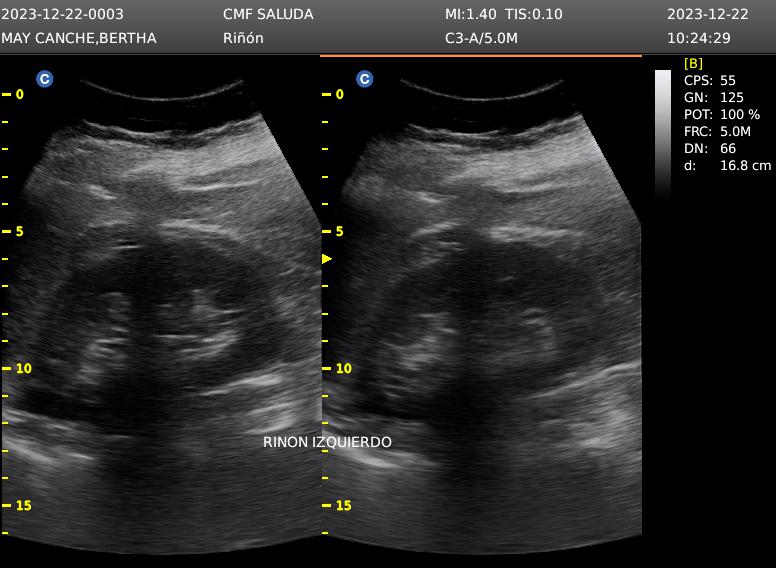 2023-12-22-0003 CMF SALUDA MI:1.40 TIS:0.10 2023-12-22
MAY CANCHE,BERTHA Riñón C3-A/5.0M 10:24:29
[B]
CPS: 55
GN: 125
POT: 100 %
FRC: 5.0M
DN: 66
d: 16.8 cm
C C
0 0
5 5
10 10
RINON IZQUIERDO
15 15